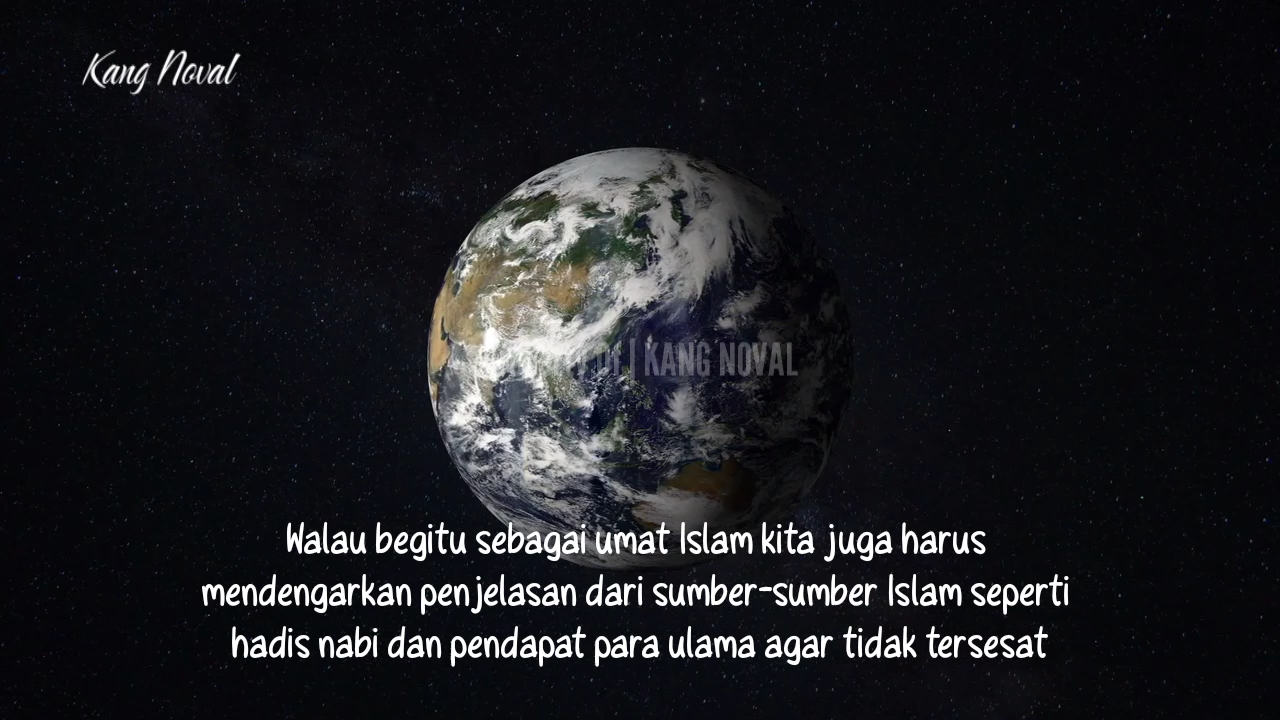 Kang Noval
OF | KANG NOVAL
Walau begitu sebagai umat Islam kita juga harus
mendengarkan penjelasan dari sumber-sumber Islam seperti
hadis nabi dan pendapat para ulama agar tidak tersesat